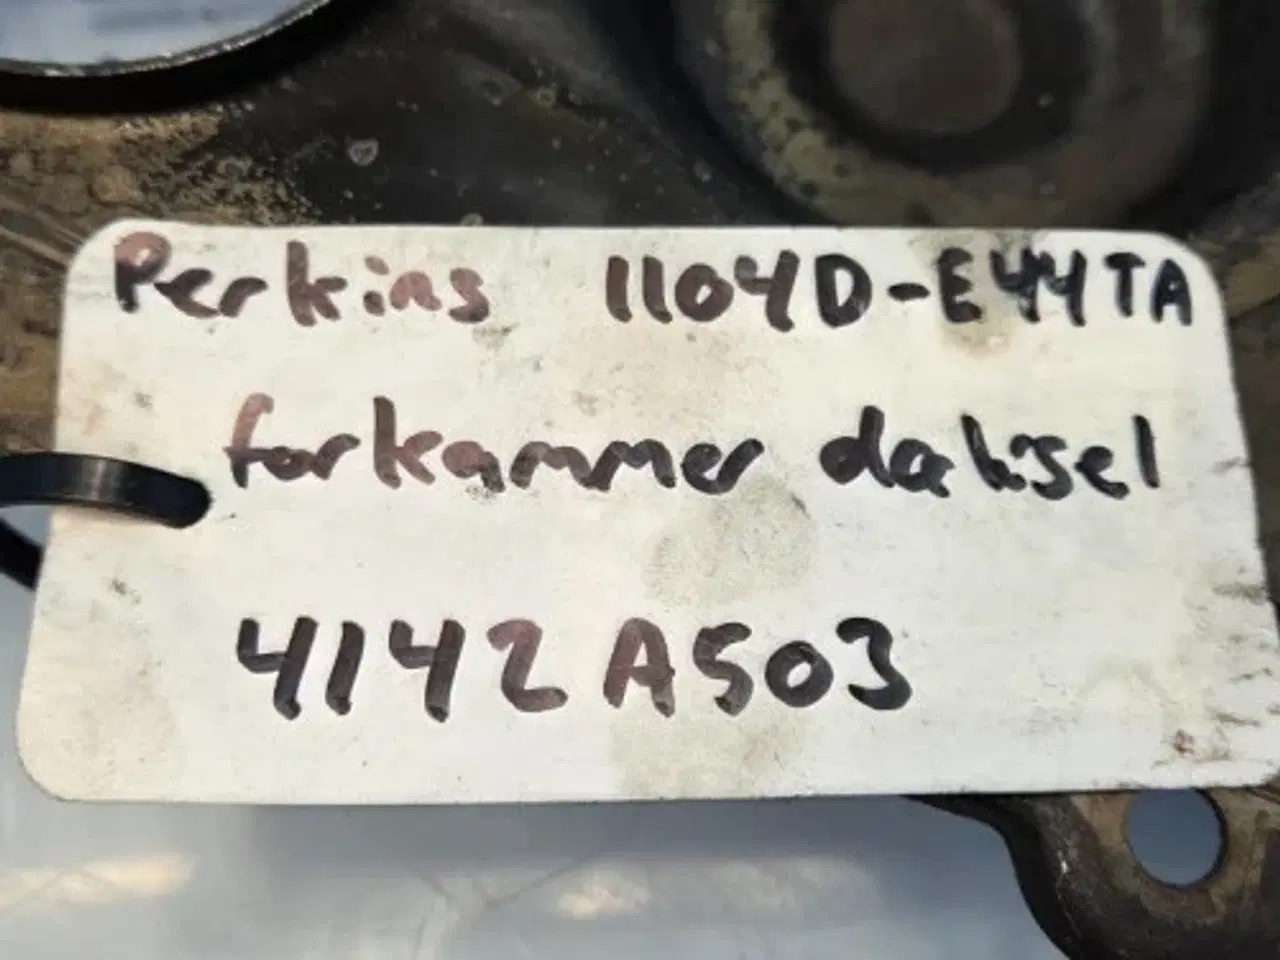 Perkins 1104D-E44TA
forkammer dæksel
4142A503